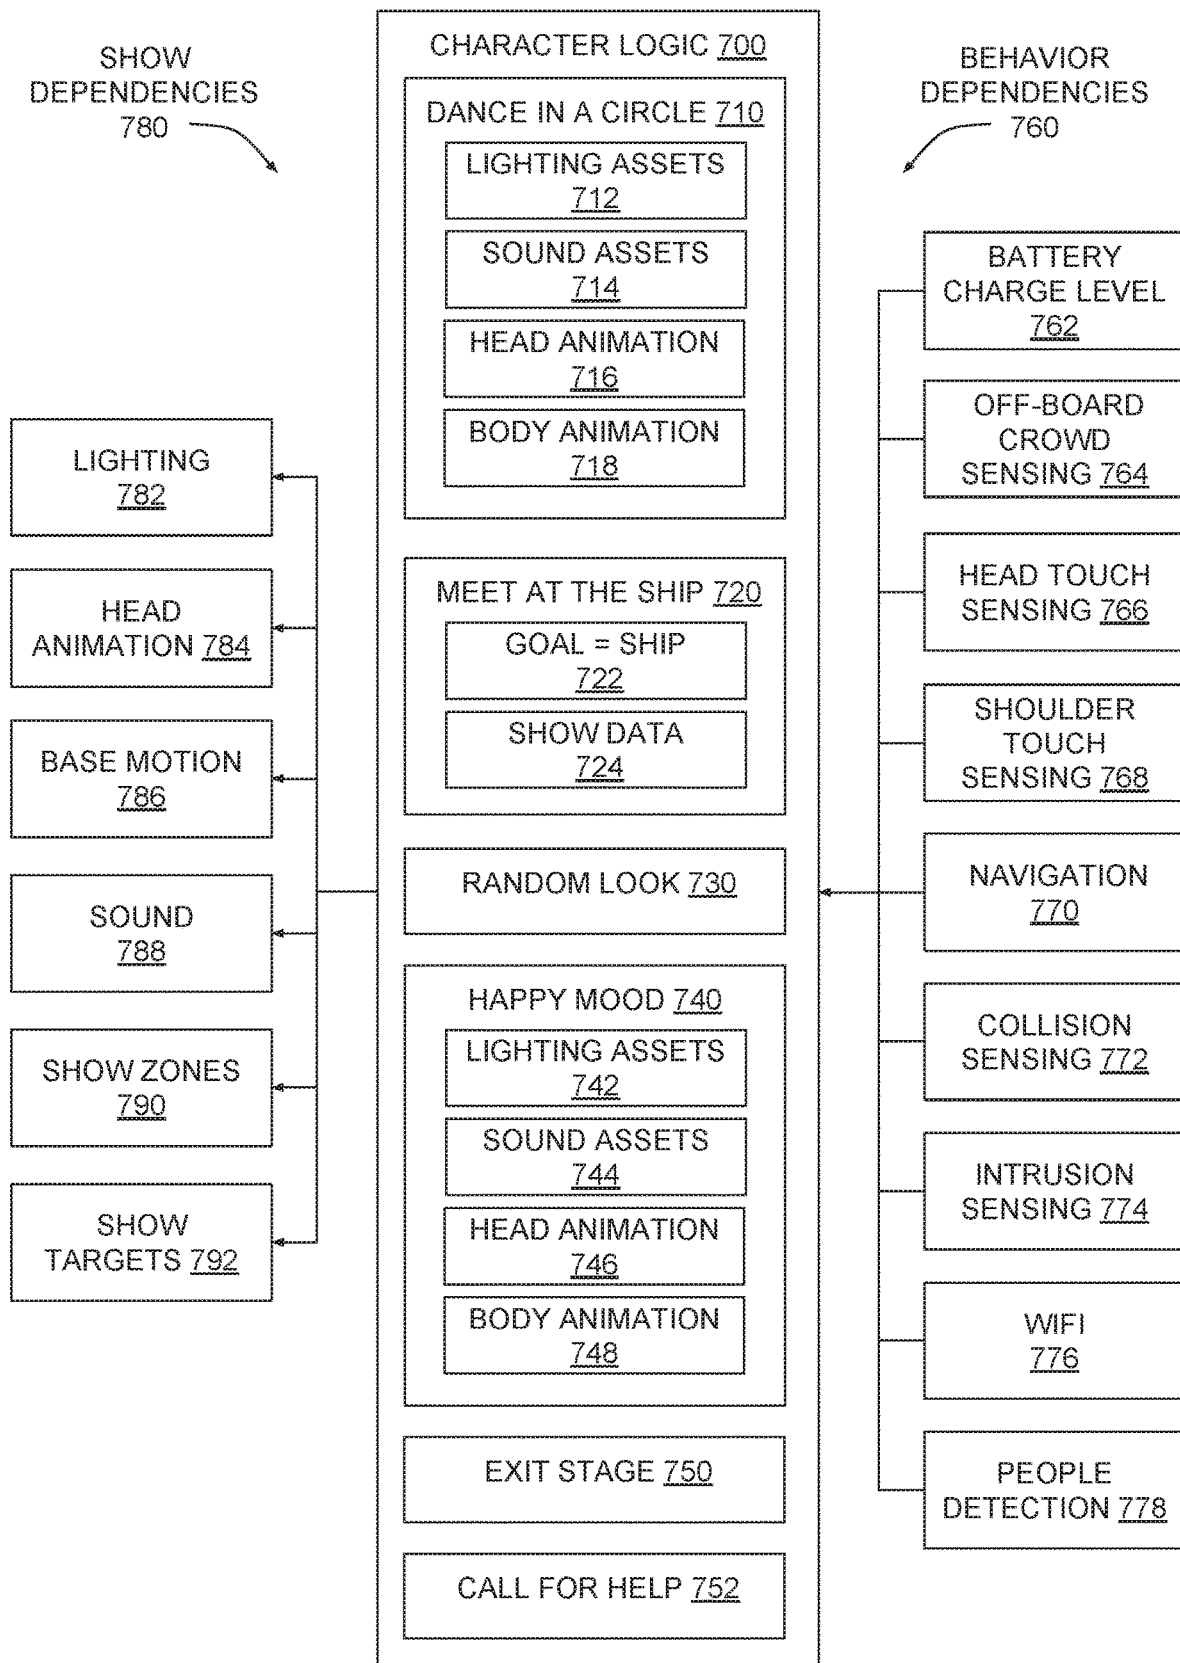 SHOW
DEPENDENCIES
780
LIGHTING
782
HEAD
ANIMATION 784
BASE MOTION
786
SOUND
788
SHOW ZONES
790
SHOW
TARGETS 792
CHARACTER LOGIC 700
DANCE IN A CIRCLE 710
LIGHTING ASSETS
712
SOUND ASSETS
714
HEAD ANIMATION
716
BODY ANIMATION
718
MEET AT THE SHIP 720
GOAL = SHIP
722
SHOW DATA
724
RANDOM LOOK 730
HAPPY MOOD 740
LIGHTING ASSETS
742
SOUND ASSETS
744
HEAD ANIMATION
746
BODY ANIMATION
748
EXIT STAGE 750
CALL FOR HELP 752
BEHAVIOR
DEPENDENCIES
760
BATTERY
CHARGE LEVEL
762
OFF-BOARD
CROWD
SENSING 764
HEAD TOUCH
SENSING 766
SHOULDER
TOUCH
SENSING 768
NAVIGATION
770
COLLISION
SENSING 772
INTRUSION
SENSING 774
WIFI
776
PEOPLE
DETECTION 778